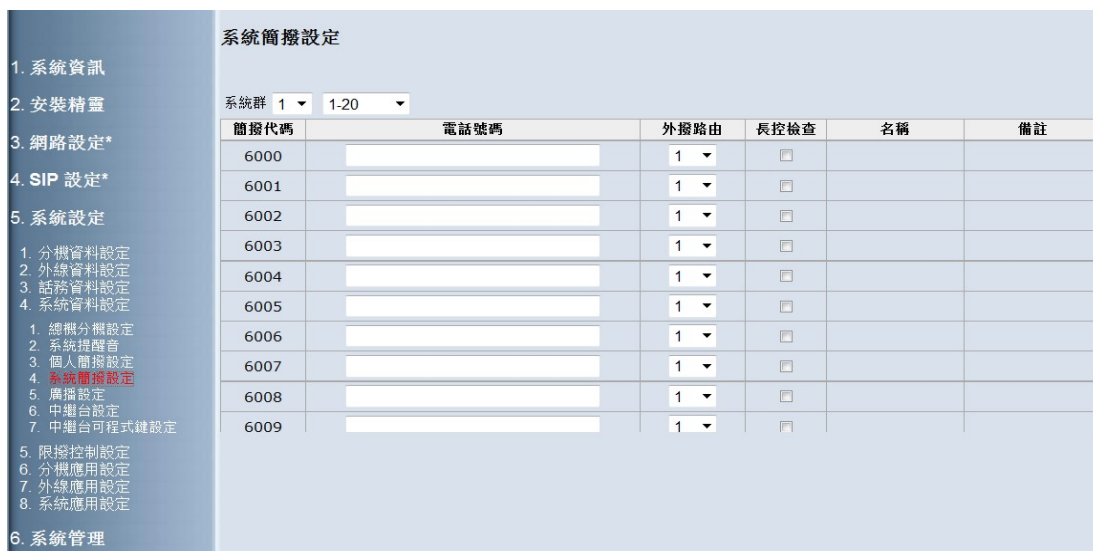 系統簡撥設定
1. 系統資訊
2. 安裝精靈
3. 網路設定*
4. SIP 設定*
5. 系統設定
1. 分機資料設定
2. 外線資料設定
3. 話務資料設定
4. 系統資料設定
1. 總機分機設定
2. 系統提醒音
3. 個人簡撥設定
4. 系統簡撥設定
5. 廣播設定
6. 中繼台設定
7. 中繼台可程式鍵設定
5. 限撥控制設定
6. 分機應用設定
7. 外線應用設定
8. 系統應用設定
6. 系統管理
系統群 1 1-20
簡撥代碼 電話號碼 外撥路由 長控檢查 名稱 備註
6000 1
6001 1
6002 1
6003 1
6004 1
6005 1
6006 1
6007 1
6008 1
6009 1